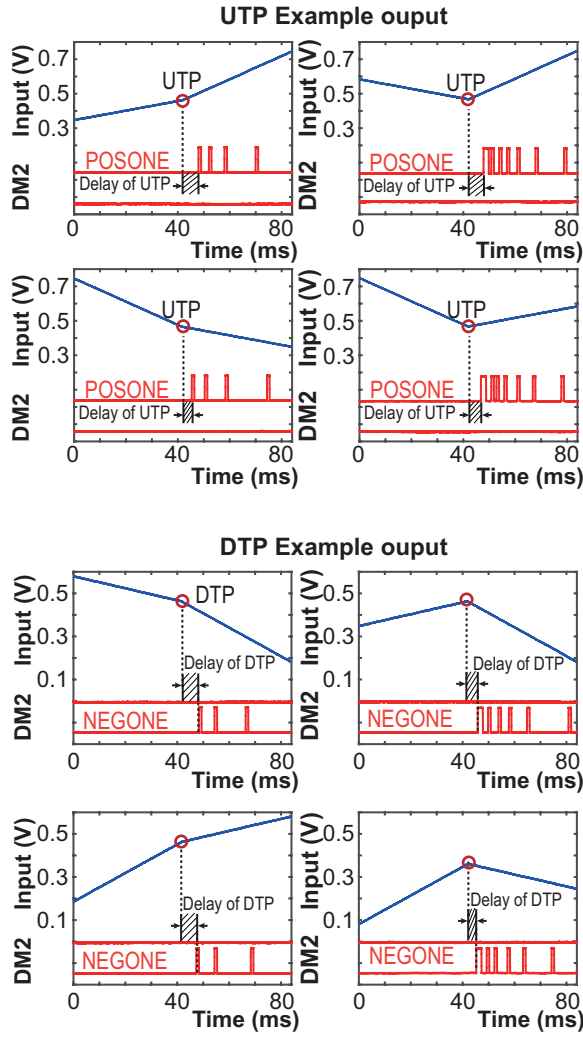 UTP Example ouput
Input (V)
0.7
0.5
0.3
UTP
DM2
POSONE
Delay of UTP
0
40
80
Time (ms)
Input (V)
0.7
0.5
0.3
UTP
DM2
POSONE
Delay of UTP
0
40
80
Time (ms)
Input (V)
0.7
0.5
0.3
UTP
DM2
POSONE
Delay of UTP
0
40
80
Time (ms)
Input (V)
0.7
0.5
0.3
UTP
DM2
POSONE
Delay of UTP
0
40
80
Time (ms)
DTP Example ouput
Input (V)
0.5
0.3
0.1
DTP
Delay of DTP
DM2
NEGONE
0
40
80
Time (ms)
Input (V)
0.5
0.3
0.1
Delay of DTP
DM2
NEGONE
0
40
80
Time (ms)
Input (V)
0.5
0.3
0.1
Delay of DTP
DM2
NEGONE
0
40
80
Time (ms)
Input (V)
0.5
0.3
0.1
Delay of DTP
DM2
NEGONE
0
40
80
Time (ms)